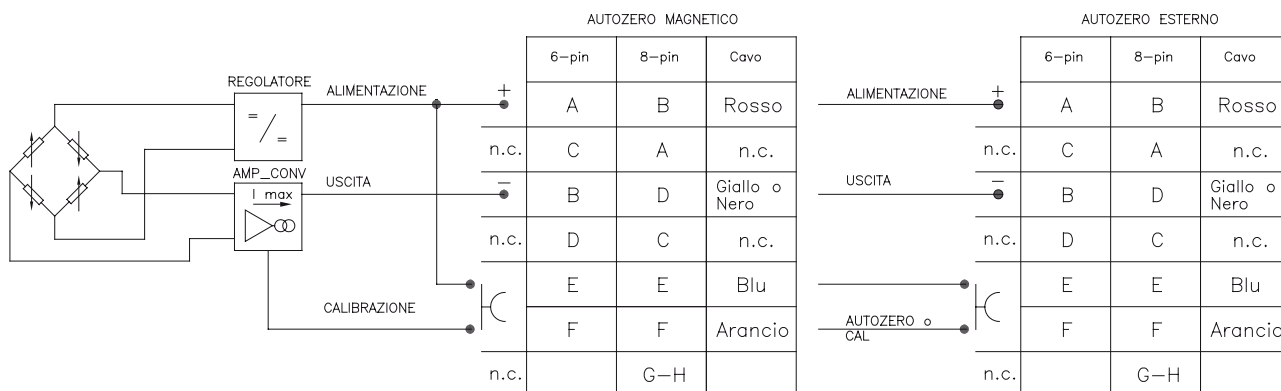 AUTOZERO MAGNETICO
6-pin 8-pin Cavo
+ A B Rosso
n.c. C A n.c.
– B D Giallo o
Nero
n.c. D C n.c.
E E Blu
F F Arancio
n.c. G-H
REGOLATORE
= / =
ALIMENTAZIONE
AMP_CONV
I max
USCITA
CALIBRAZIONE
AUTOZERO ESTERNO
6-pin 8-pin Cavo
ALIMENTAZIONE + A B Rosso
n.c. C A n.c.
USCITA – B D Giallo o
Nero
n.c. D C n.c.
E E Blu
AUTOZERO o
CAL
F F Arancio
n.c. G-H